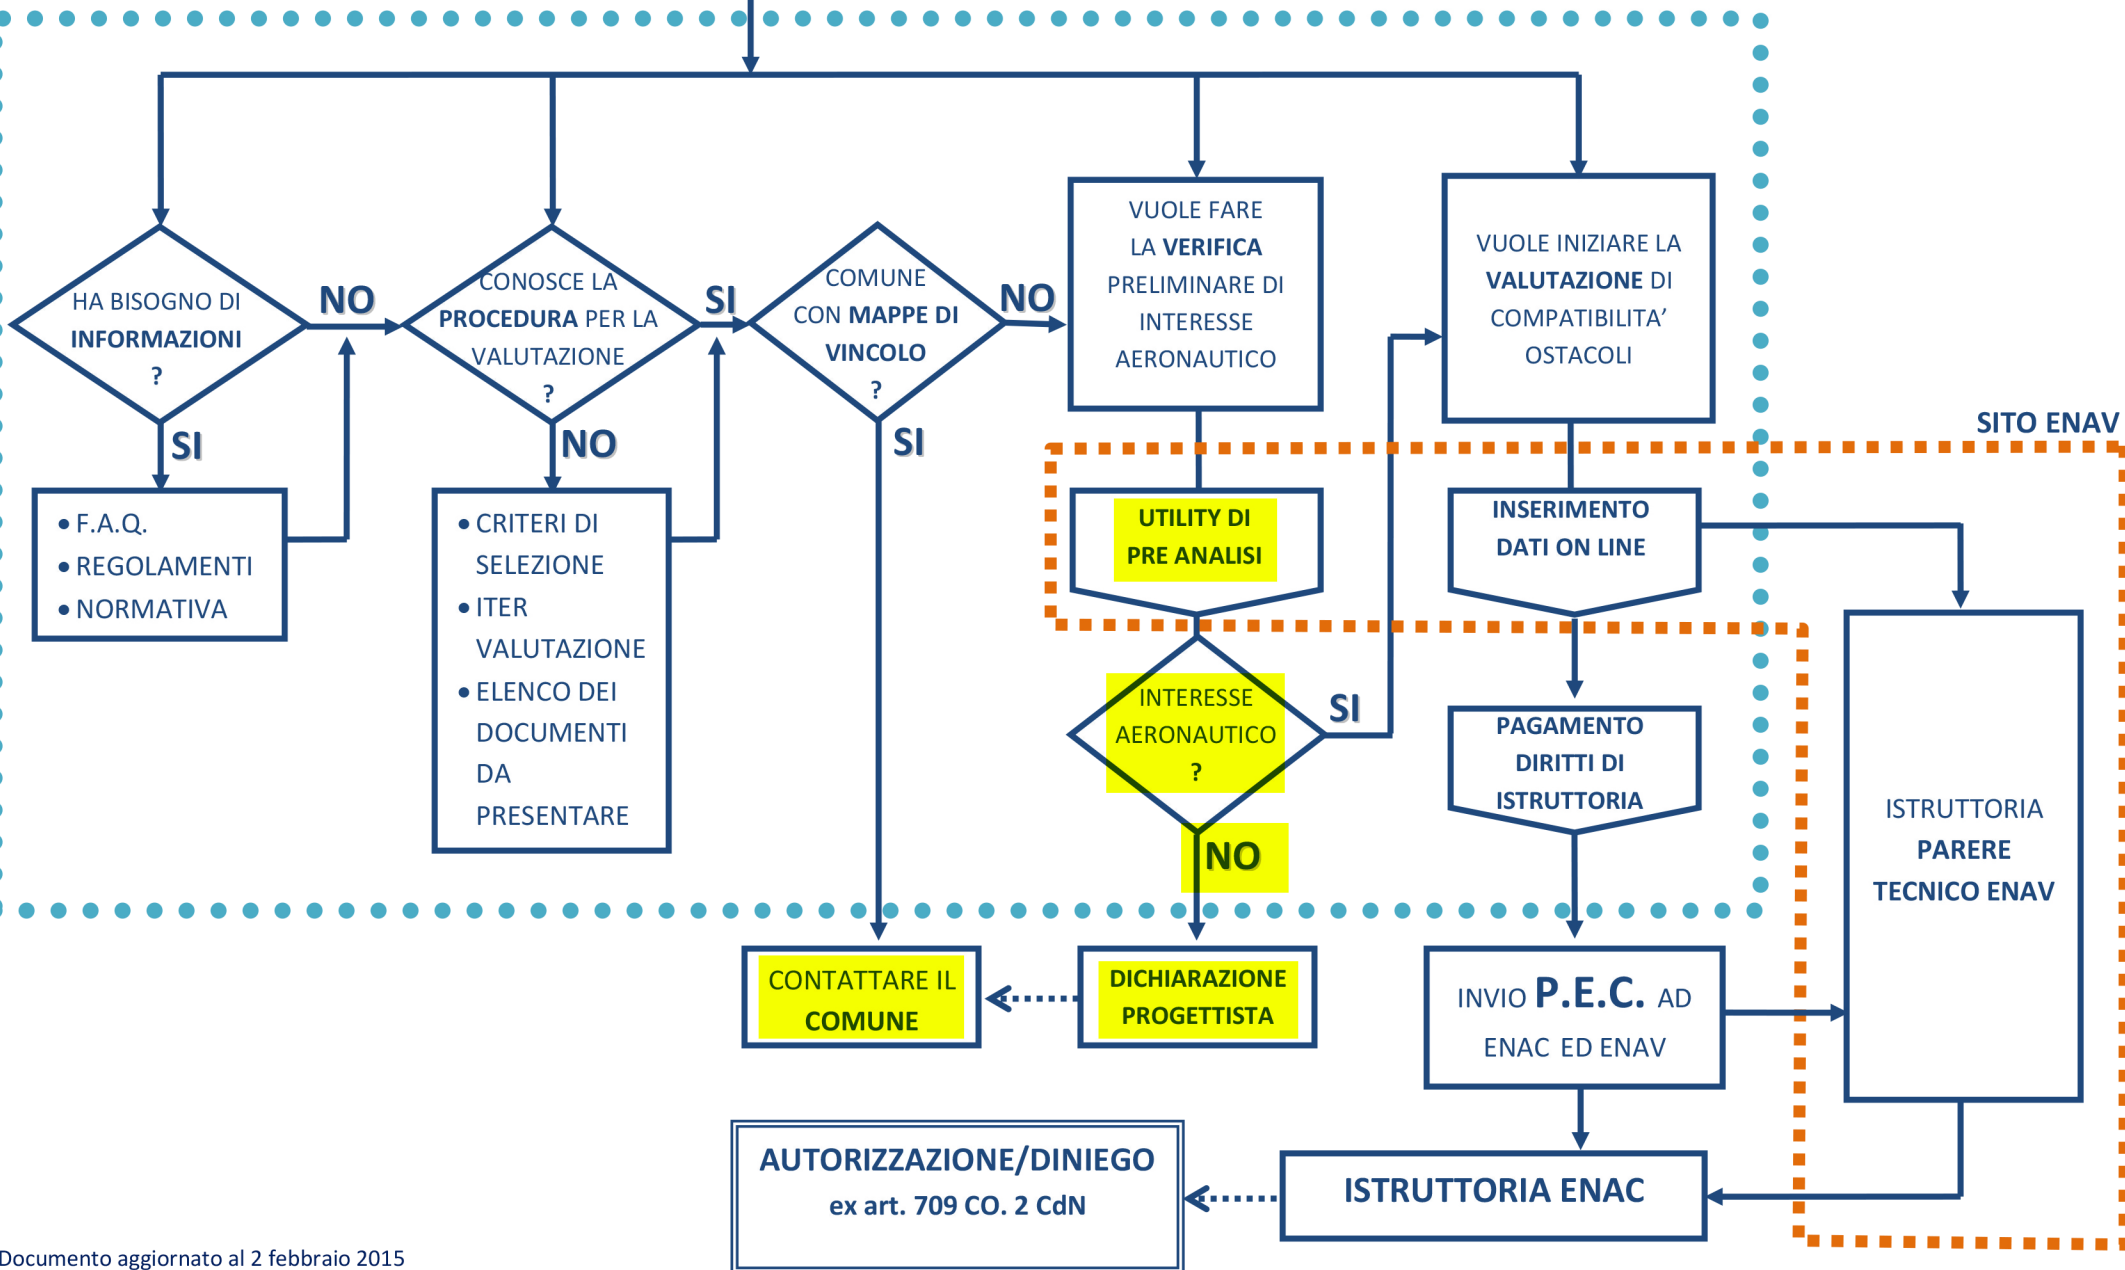 HA BISOGNO DI
INFORMAZIONI
?
NO
SI
• F.A.Q.
• REGOLAMENTI
• NORMATIVA
CONOSCE LA
PROCEDURA PER LA
VALUTAZIONE
?
SI
NO
• CRITERI DI
SELEZIONE
• ITER
VALUTAZIONE
• ELENCO DEI
DOCUMENTI
DA
PRESENTARE
COMUNE
CON MAPPE DI
VINCOLO
?
NO
SI
VUOLE FARE
LA VERIFICA
PRELIMINARE DI
INTERESSE
AERONAUTICO
UTILITY DI
PRE ANALISI
INTERESSE
AERONAUTICO
?
SI
NO
VUOLE INIZIARE LA
VALUTAZIONE DI
COMPATIBILITA’
OSTACOLI
SITO ENAV
INSERIMENTO
DATI ON LINE
PAGAMENTO
DIRITTI DI
ISTRUTTORIA
ISTRUTTORIA
PARERE
TECNICO ENAV
CONTATTARE IL
COMUNE
DICHIARAZIONE
PROGETTISTA
INVIO P.E.C. AD
ENAC ED ENAV
AUTORIZZAZIONE/DINIEGO
ex art. 709 CO. 2 CdN
ISTRUTTORIA ENAC
Documento aggiornato al 2 febbraio 2015